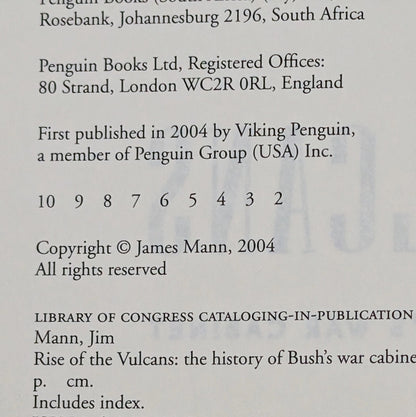 Rosebank, Johannesburg 2196, South Africa
Penguin Books Ltd, Registered Offices:
80 Strand, London WC2R 0RL, England
First published in 2004 by Viking Penguin,
a member of Penguin Group (USA) Inc.
10 9 8 7 6 5 4 3 2
Copyright © James Mann, 2004
All rights reserved
LIBRARY OF CONGRESS CATALOGING-IN-PUBLICATION
Mann, Jim
Rise of the Vulcans: the history of Bush's war cabine
p. cm.
Includes index.